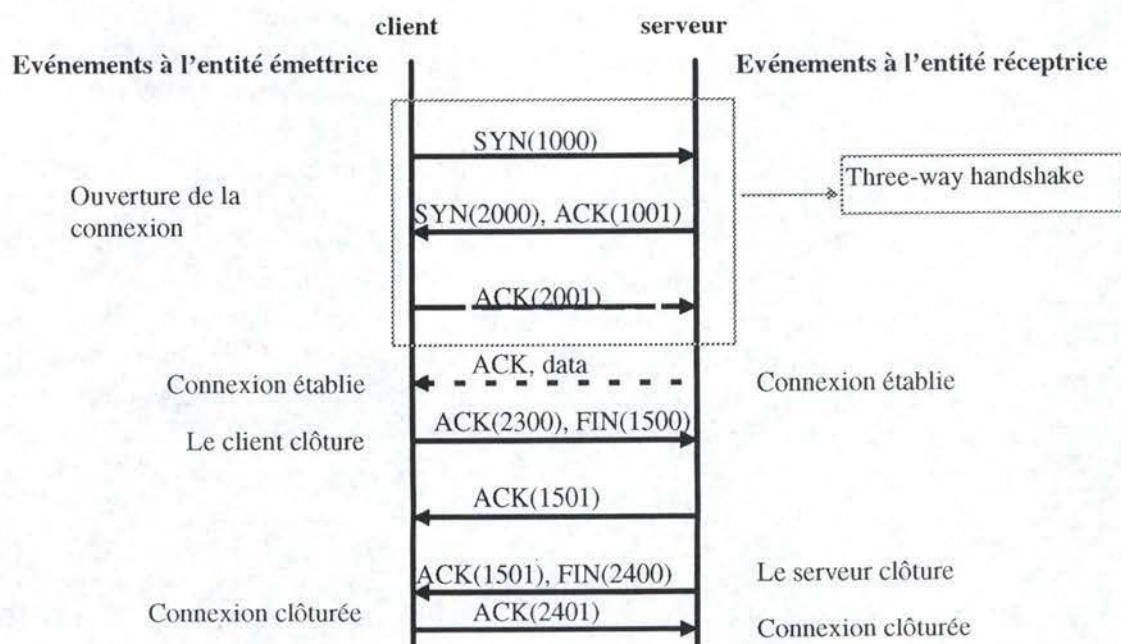 client serveur
Evénements à l'entité émettrice Evénements à l'entité réceptrice
SYN(1000)
Three-way handshake
Ouverture de la
connexion
SYN(2000), ACK(1001)
ACK(2001)
ACK, data
Connexion établie Connexion établie
ACK(2300), FIN(1500)
Le client clôture
ACK(1501)
ACK(1501), FIN(2400) Le serveur clôture
Connexion clôturée ACK(2401) Connexion clôturée